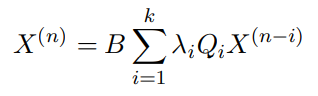 X^{(n)} = B \sum_{i=1}^{k} \lambda_i Q_i X^{(n-i)}